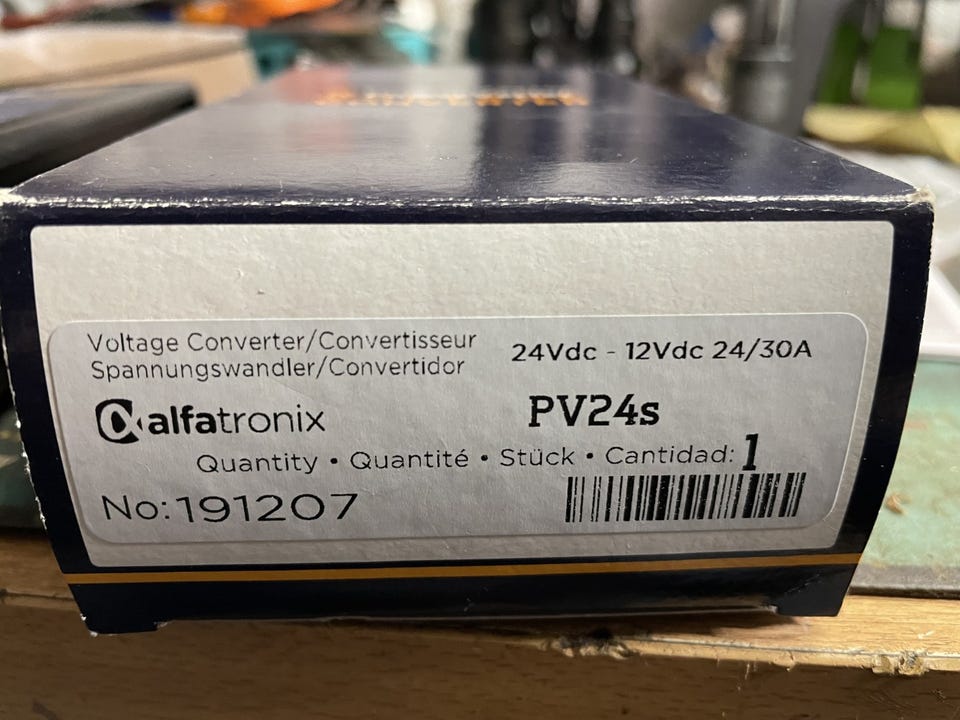 Voltage Converter/Convertisseur
Spannungswandler/Convertidor
24Vdc - 12Vdc 24/30A
alfatronix
PV24s
Quantity • Quantité • Stück • Cantidad: 1
No: 191207